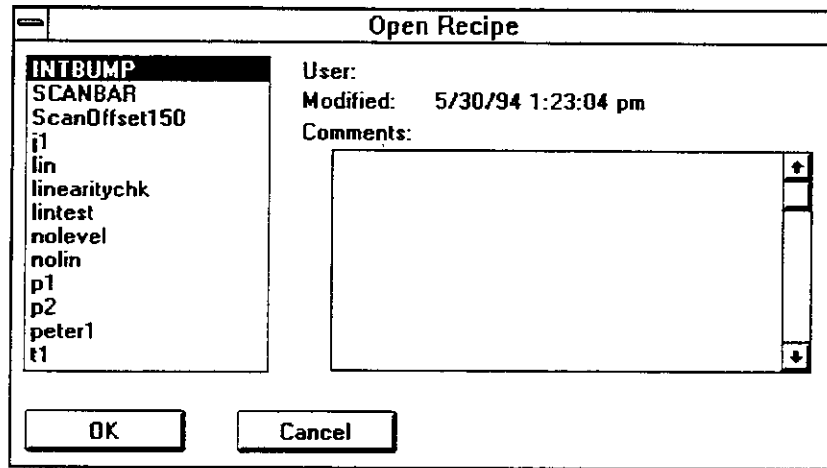 Open Recipe
INTBUMP
SCANBAR
ScanOffset150
j1
lin
linearitychk
lintest
nolevel
nolin
p1
p2
peter1
t1
User:
Modified: 5/30/94 1:23:04 pm
Comments:
OK
Cancel